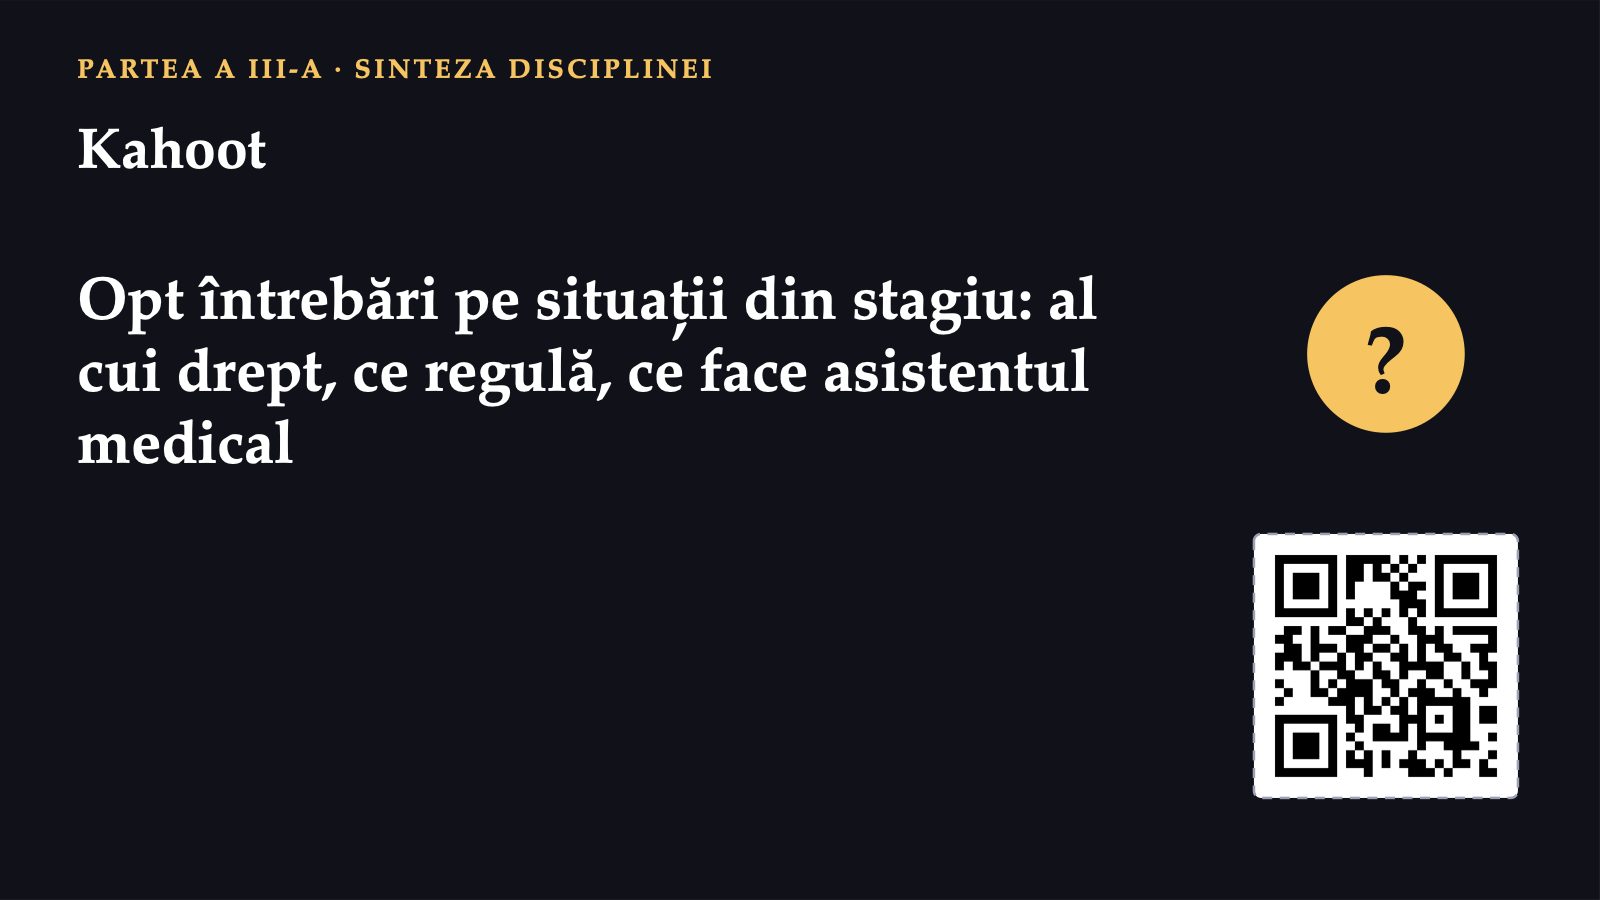 PARTEA A III-A · SINTEZA DISCIPLINEI
Kahoot
Opt întrebări pe situații din stagiu: al
cui drept, ce regulă, ce face asistentul
medical
?